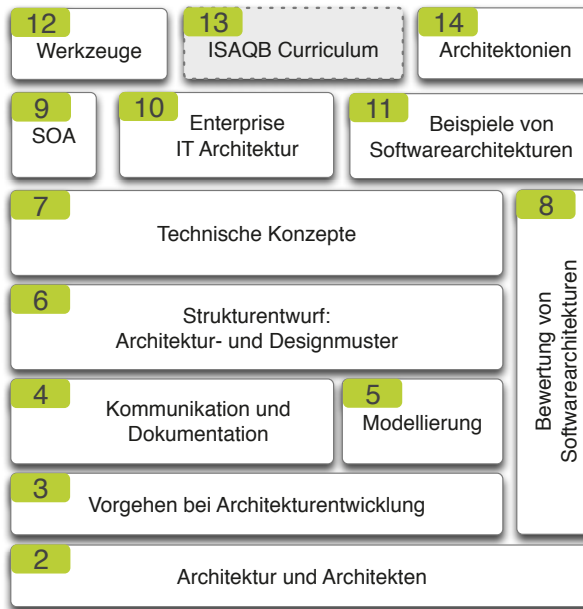 12
Werkzeuge
13
ISAQB Curriculum
14
Architektonien
9
SOA
10
Enterprise
IT Architektur
11
Beispiele von
Softwarearchitekturen
7
Technische Konzepte
8
Bewertung von
Softwarearchitekturen
6
Strukturentwurf:
Architektur- und Designmuster
4
Kommunikation und
Dokumentation
5
Modellierung
3
Vorgehen bei Architekturentwicklung
2
Architektur und Architekten